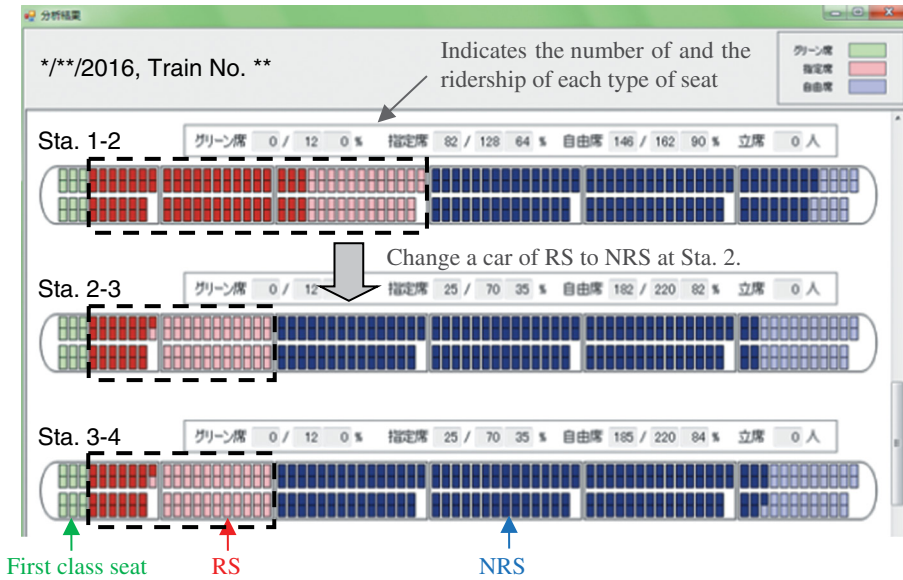 分析結果
*/**/2016, Train No. **
Indicates the number of and the
ridership of each type of seat
グリーン席
指定席
自由席
Sta. 1-2
グリーン席 0 / 12 0 % 指定席 82 / 128 64 % 自由席 146 / 162 90 % 立席 0 人
Change a car of RS to NRS at Sta. 2.
Sta. 2-3
グリーン席 0 / 12 指定席 25 / 70 35 % 自由席 182 / 220 82 % 立席 0 人
Sta. 3-4
グリーン席 0 / 12 0 % 指定席 25 / 70 35 % 自由席 185 / 220 84 % 立席 0 人
First class seat
RS
NRS